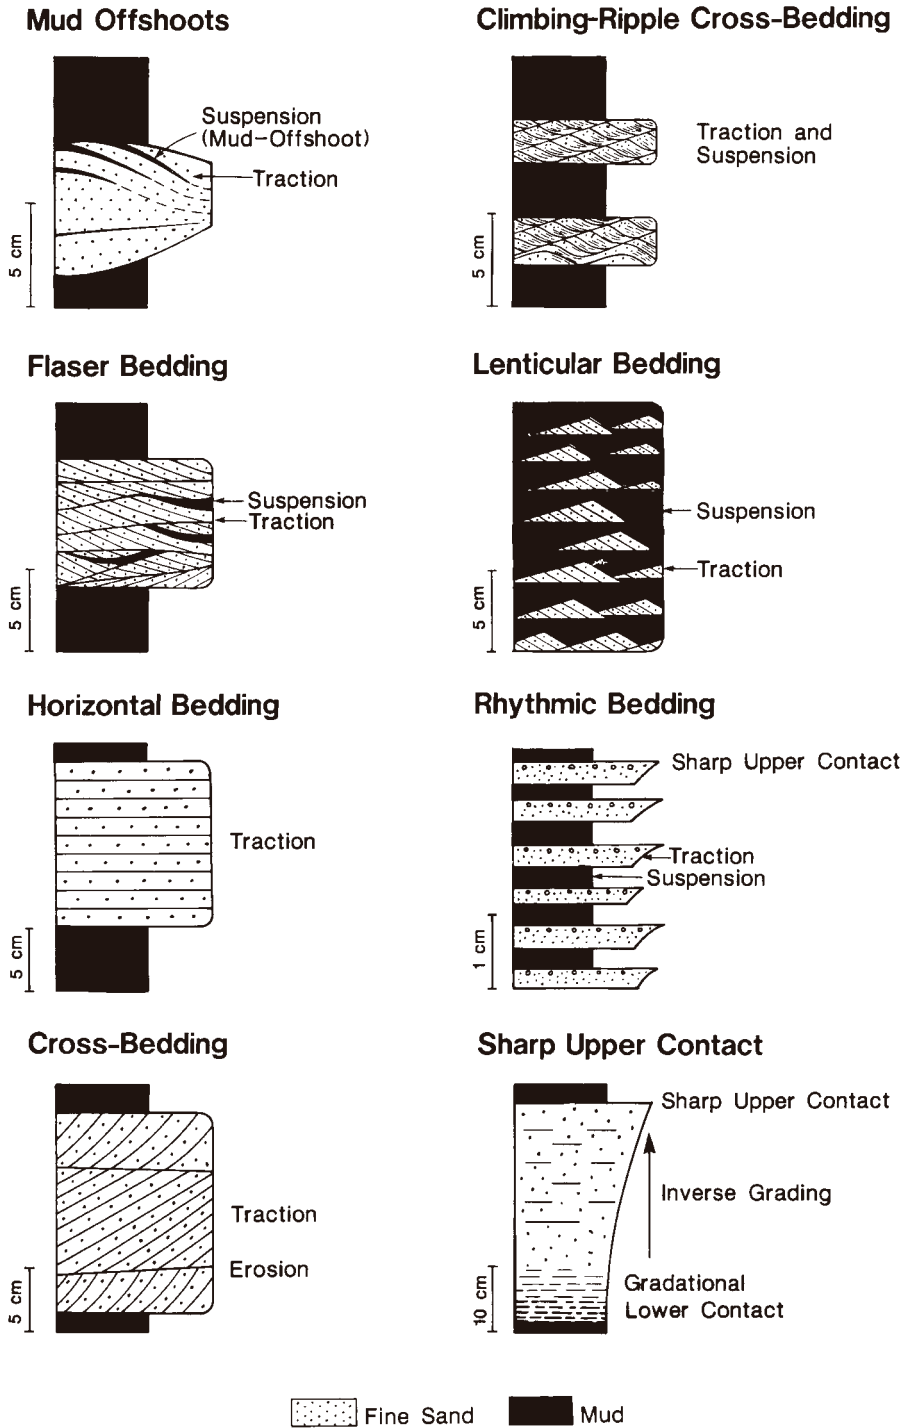 Mud Offshoots
Suspension
(Mud-Offshoot)
Traction
5 cm
Climbing-Ripple Cross-Bedding
Traction and
Suspension
5 cm
Flaser Bedding
Suspension
Traction
5 cm
Lenticular Bedding
Suspension
Traction
5 cm
Horizontal Bedding
Traction
5 cm
Rhythmic Bedding
Sharp Upper Contact
Traction
Suspension
1 cm
Cross-Bedding
Traction
Erosion
5 cm
Sharp Upper Contact
Sharp Upper Contact
Inverse Grading
Gradational
Lower Contact
10 cm
Fine Sand
Mud